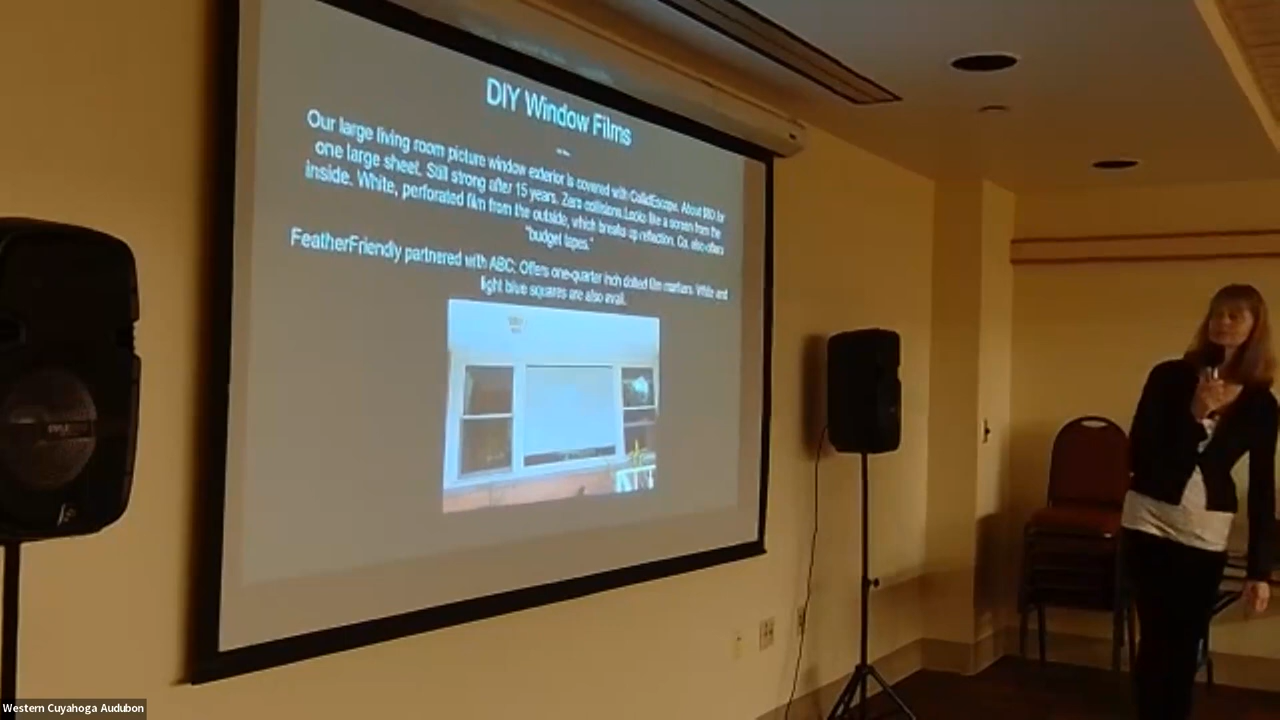 DIY Window Films
Our large living room picture window exterior is covered with CollidEscape. About $80 for
one large sheet. Still strong after 15 years. Zero collisions. Looks like a screen from the
inside. White, perforated film from the outside, which breaks up reflection. Co. also offers
"budget tapes."
FeatherFriendly partnered with ABC: Offers one-quarter inch dotted film markers. White and
light blue squares are also avail.
PYLE
Western Cuyahoga Audubon